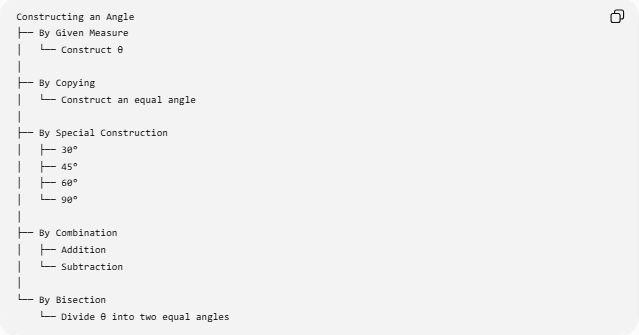 Constructing an Angle
├── By Given Measure
│   └── Construct θ
│
├── By Copying
│   └── Construct an equal angle
│
├── By Special Construction
│   ├── 30°
│   ├── 45°
│   ├── 60°
│   └── 90°
│
├── By Combination
│   ├── Addition
│   └── Subtraction
│
└── By Bisection
    └── Divide θ into two equal angles